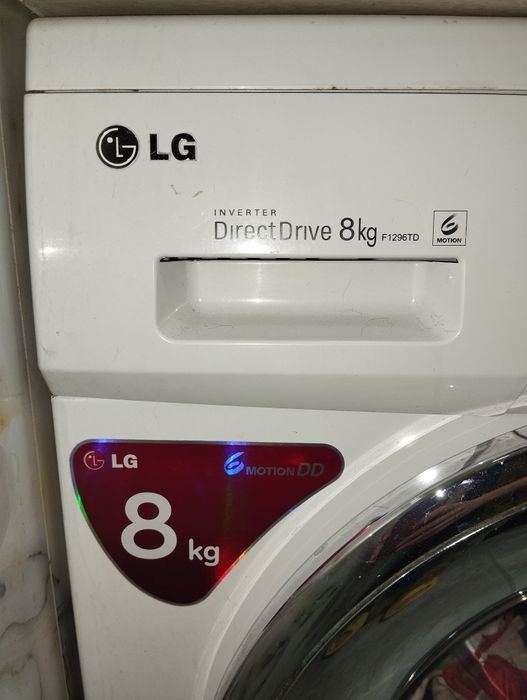 LG
INVERTER
DirectDrive 8kg F1296TD
6 MOTION
LG
6 MOTION DD
8 kg